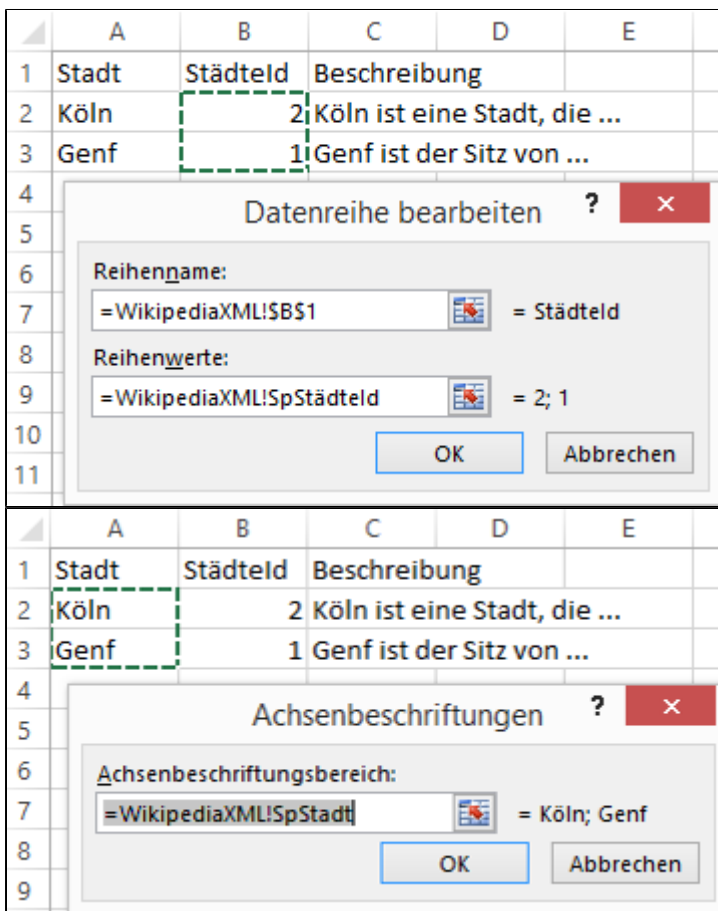 A B C D E
1 Stadt StädteId Beschreibung
2 Köln 2 Köln ist eine Stadt, die ...
3 Genf 1 Genf ist der Sitz von ...
4
Datenreihe bearbeiten ? ×
5
6 Reihenname:
7 =WikipediaXML!$B$1 = StädteId
8 Reihenwerte:
9 =WikipediaXML!SpStädteId = 2; 1
10 OK Abbrechen
11
A B C D E
1 Stadt StädteId Beschreibung
2 Köln 2 Köln ist eine Stadt, die ...
3 Genf 1 Genf ist der Sitz von ...
4
Achsenbeschriftungen ? ×
5
6 Achsenbeschriftungsbereich:
7 =WikipediaXML!SpStadt = Köln; Genf
8 OK Abbrechen
9